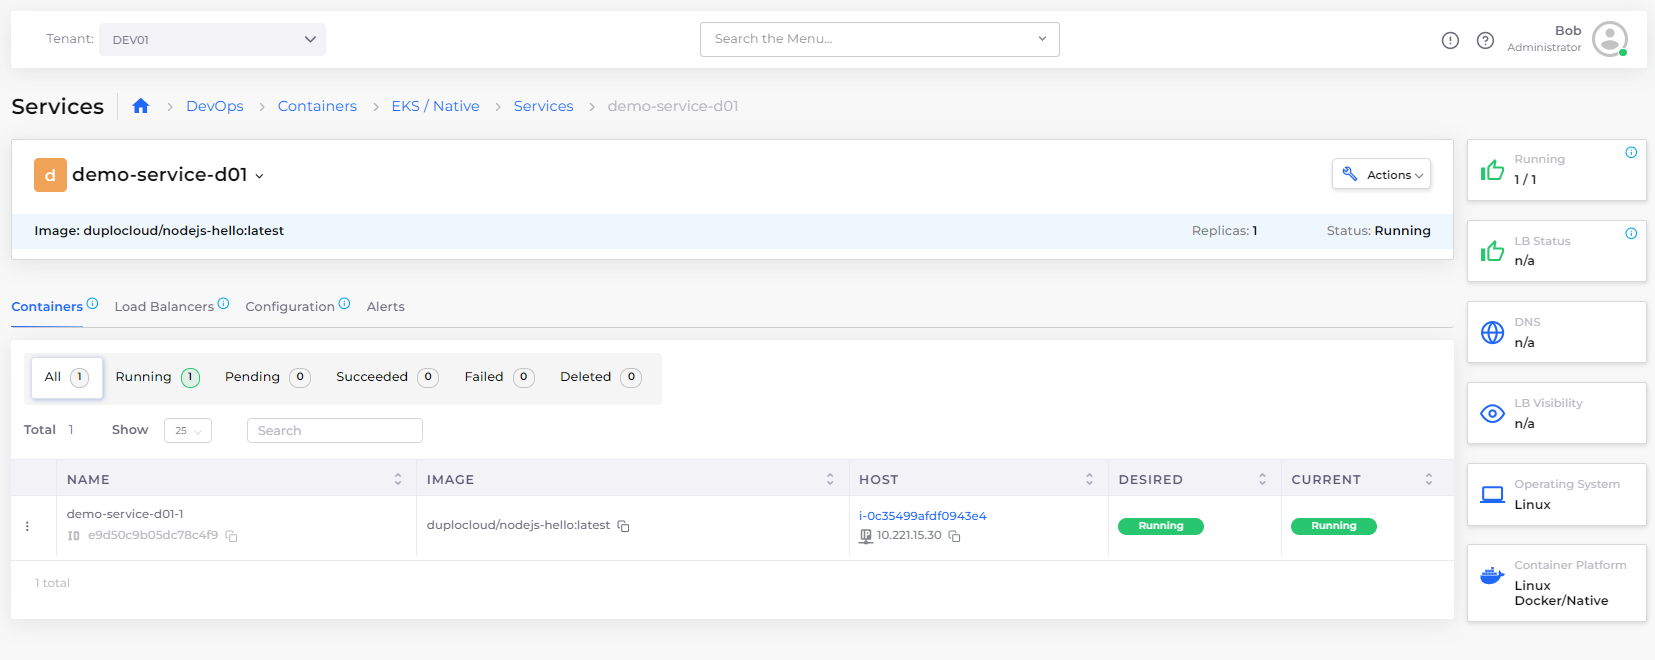 Tenant: DEV01
Search the Menu...
Bob
Administrator
Services > DevOps > Containers > EKS / Native > Services > demo-service-d01
d demo-service-d01
Actions
Image: duplocloud/nodejs-hello:latest
Replicas: 1
Status: Running
Containers Load Balancers Configuration Alerts
All 1 Running 1 Pending 0 Succeeded 0 Failed 0 Deleted 0
Total 1 Show 25 Search
NAME IMAGE HOST DESIRED CURRENT
demo-service-d01-1
ID e9d50c9b05dc78c4f9
duplocloud/nodejs-hello:latest
i-0c35499afdf0943e4
IP 10.221.15.30
Running
Running
1 total
Running
1 / 1
LB Status
n/a
DNS
n/a
LB Visibility
n/a
Operating System
Linux
Container Platform
Linux
Docker/Native